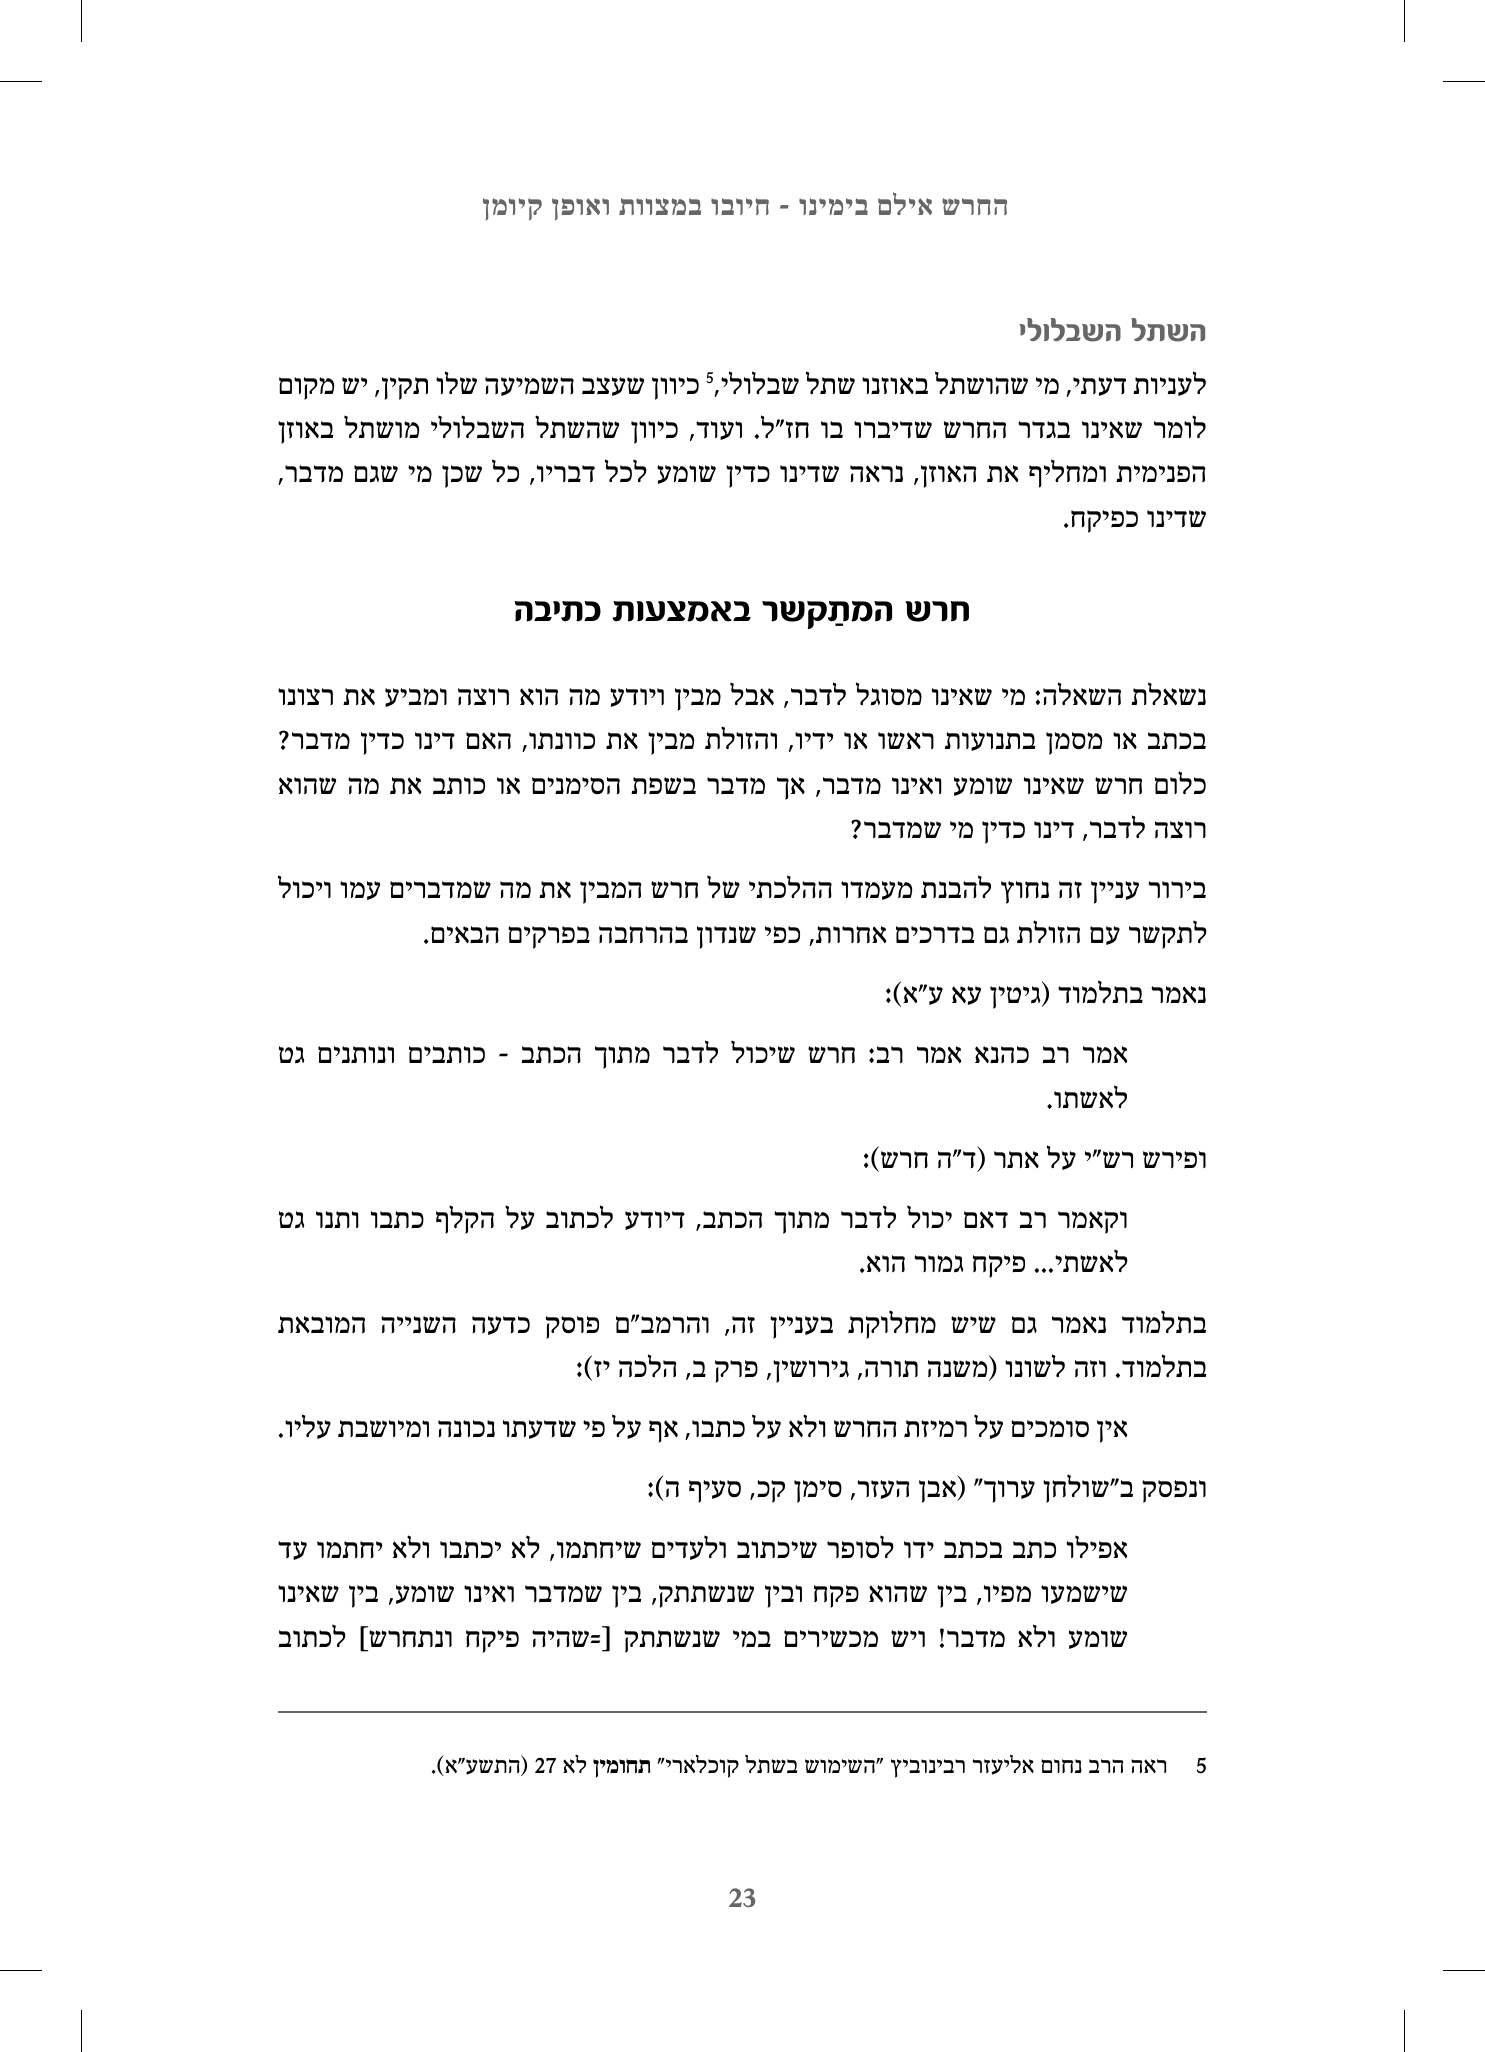 החרש אילם בימינו - חיובו במצוות ואופן קיומן
השתל השבלולי
לעניות דעתי, מי שהושתל באוזנו שתל שבלולי,5 כיוון שעצב השמיעה שלו תקין, יש מקום
לומר שאינו בגדר החרש שדיברו בו חז"ל. ועוד, כיוון שהשתל השבלולי מושתל באוזן
הפנימית ומחליף את האוזן, נראה שדינו כדין שומע לכל דבריו, כל שכן מי שגם מדבר,
שדינו כפיקח.
חרש המתַקשר באמצעות כתיבה
נשאלת השאלה: מי שאינו מסוגל לדבר, אבל מבין ויודע מה הוא רוצה ומביע את רצונו
בכתב או מסמן בתנועות ראשו או ידיו, והזולת מבין את כוונתו, האם דינו כדין מדבר?
כלום חרש שאינו שומע ואינו מדבר, אך מדבר בשפת הסימנים או כותב את מה שהוא
רוצה לדבר, דינו כדין מי שמדבר?
בירור עניין זה נחוץ להבנת מעמדו ההלכתי של חרש המבין את מה שמדברים עמו ויכול
לתקשר עם הזולת גם בדרכים אחרות, כפי שנדון בהרחבה בפרקים הבאים.
נאמר בתלמוד (גיטין עא ע"א):
אמר רב כהנא אמר רב: חרש שיכול לדבר מתוך הכתב - כותבים ונותנים גט
לאשתו.
ופירש רש"י על אתר (ד"ה חרש):
וקאמר רב דאם יכול לדבר מתוך הכתב, דיודע לכתוב על הקלף כתבו ותנו גט
לאשתי... פיקח גמור הוא.
בתלמוד נאמר גם שיש מחלוקת בעניין זה, והרמב"ם פוסק כדעה השנייה המובאת
בתלמוד. וזה לשונו (משנה תורה, גירושין, פרק ב, הלכה יז):
אין סומכים על רמיזת החרש ולא על כתבו, אף על פי שדעתו נכונה ומיושבת עליו.
ונפסק ב"שולחן ערוך" (אבן העזר, סימן קכ, סעיף ה):
אפילו כתב בכתב ידו לסופר שיכתוב ולעדים שיחתמו, לא יכתבו ולא יחתמו עד
שישמעו מפיו, בין שהוא פקח ובין שנשתתק, בין שמדבר ואינו שומע, בין שאינו
שומע ולא מדבר! ויש מכשירים במי שנשתתק [=שהיה פיקח ונתחרש] לכתוב
5 ראה הרב נחום אליעזר רבינוביץ "השימוש בשתל קוכלארי" תחומין לא 27 (התשע"א).
23